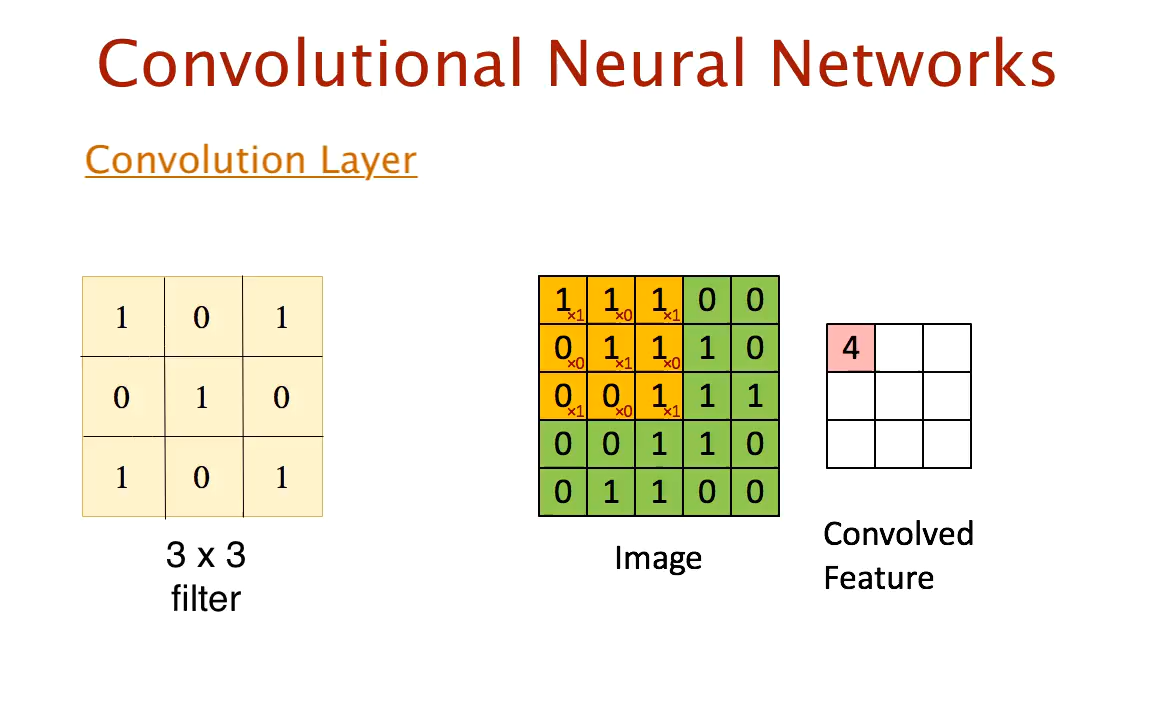 Convolutional Neural Networks
Convolution Layer
1 0 1
0 1 0
1 0 1
3 x 3
filter
1×1 1×0 1×1 0 0
0×0 1×1 1×0 1 0
0×1 0×0 1×1 1 1
0 0 1 1 0
0 1 1 0 0
Image
4
Convolved
Feature